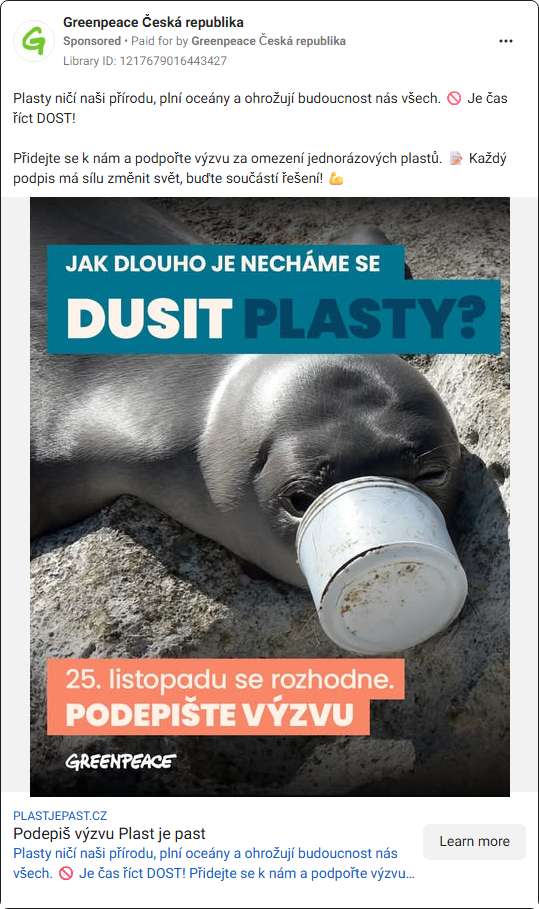 Greenpeace Česká republika
Sponsored • Paid for by Greenpeace Česká republika
Library ID: 1217679016443427
Plasty ničí naši přírodu, plní oceány a ohrožují budoucnost nás všech. 🚫 Je čas
říct DOST!
Přidejte se k nám a podpořte výzvu za omezení jednorázových plastů. 📝 Každý
podpis má sílu změnit svět, buďte součástí řešení! 💪
JAK DLOUHO JE NECHÁME SE
DUSIT PLASTY?
25. listopadu se rozhodne.
PODEPIŠTE VÝZVU
GREENPEACE
PLASTJEPAST.CZ
Podepiš výzvu Plast je past
Learn more
Plasty ničí naši přírodu, plní oceány a ohrožují budoucnost nás
všech. 🚫 Je čas říct DOST! Přidejte se k nám a podpořte výzvu…